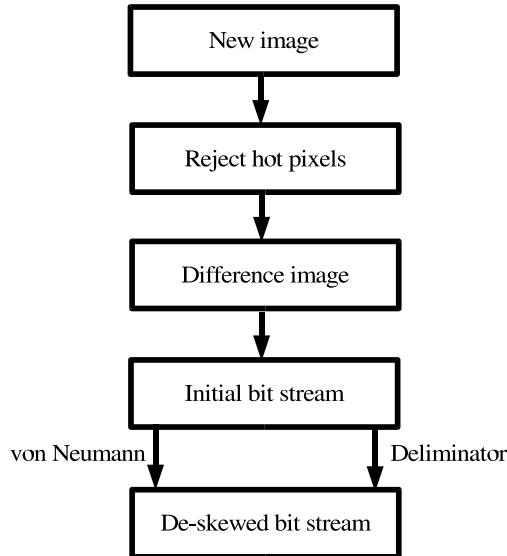 New image
Reject hot pixels
Difference image
Initial bit stream
von Neumann
Deliminator
De-skewed bit stream